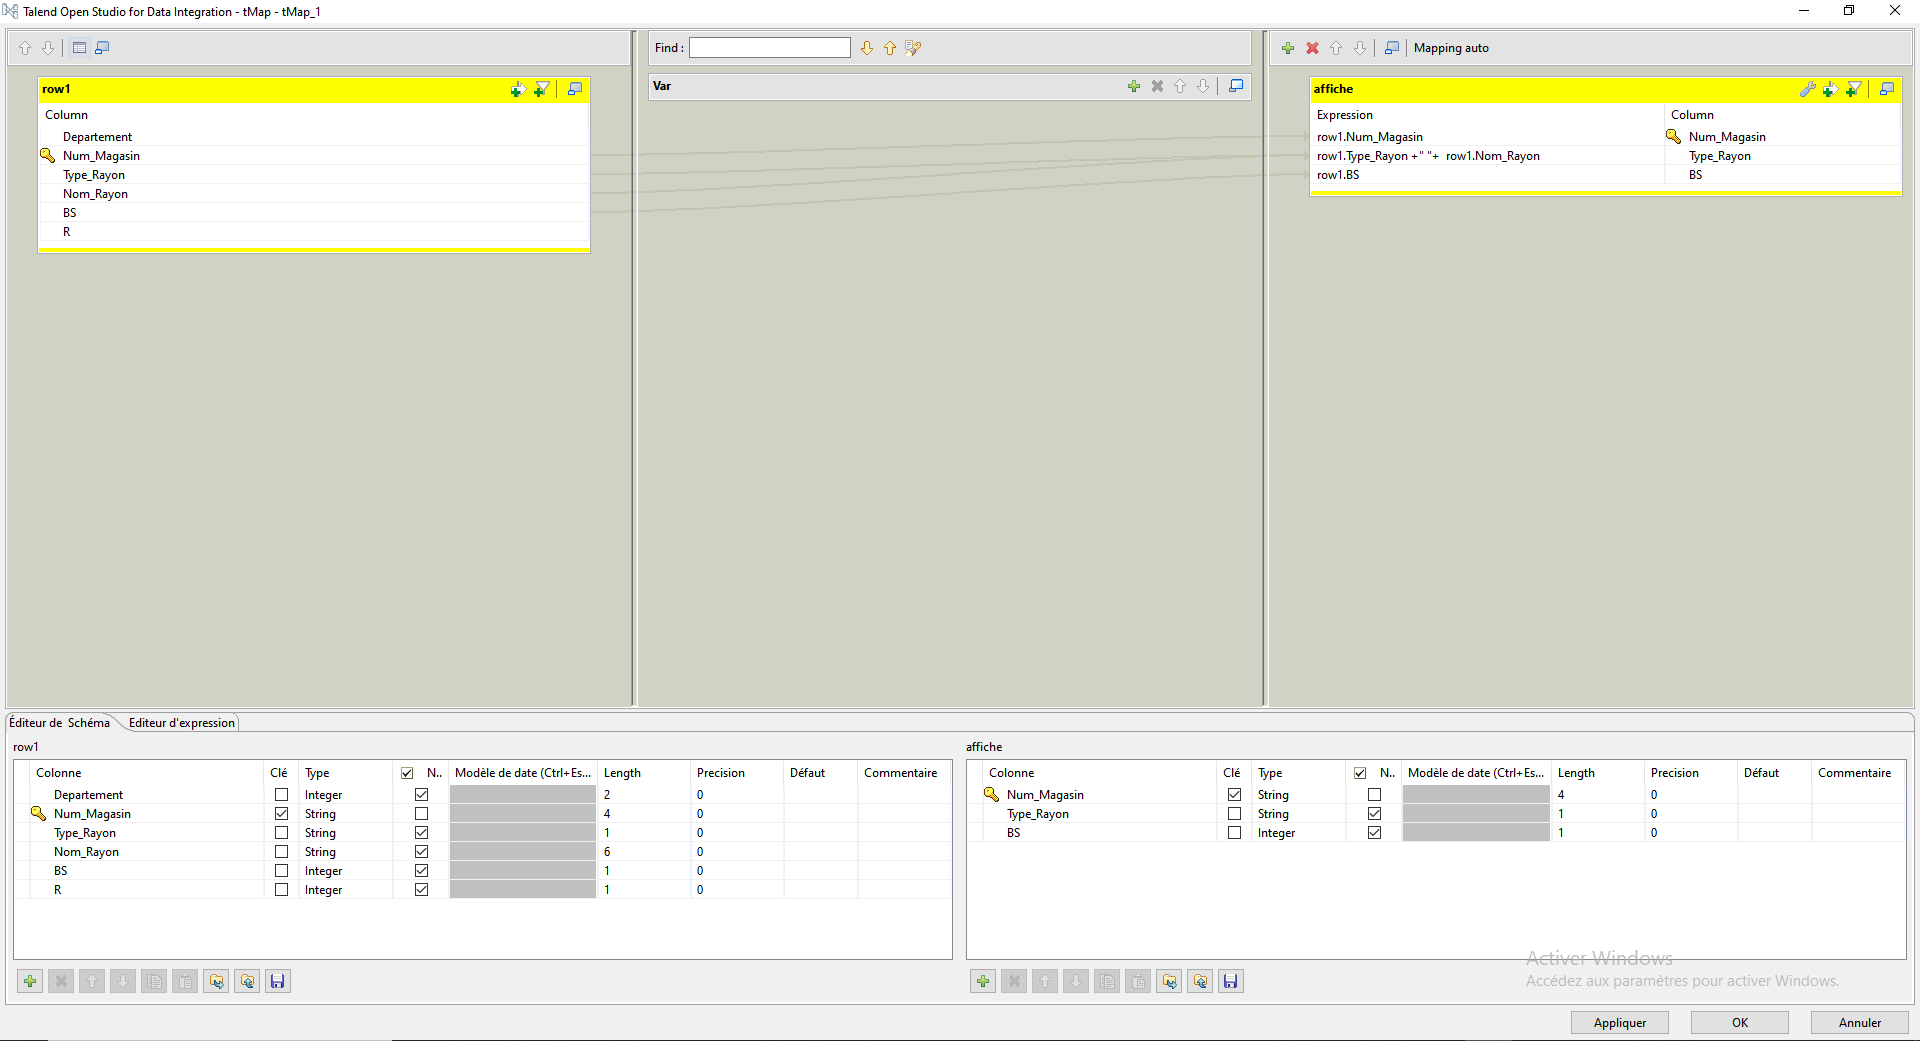 Talend Open Studio for Data Integration - tMap - tMap_1
Find :
Mapping auto
row1
Column
Departement
Num_Magasin
Type_Rayon
Nom_Rayon
BS
R
Var
affiche
Expression Column
row1.Num_Magasin Num_Magasin
row1.Type_Rayon +" "+ row1.Nom_Rayon Type_Rayon
row1.BS BS
Éditeur de Schéma Editeur d'expression
row1
Colonne Clé Type N.. Modèle de date (Ctrl+Es... Length Precision Défaut Commentaire
Departement Integer 2 0
Num_Magasin String 4 0
Type_Rayon String 1 0
Nom_Rayon String 6 0
BS Integer 1 0
R Integer 1 0
affiche
Colonne Clé Type N.. Modèle de date (Ctrl+Es... Length Precision Défaut Commentaire
Num_Magasin String 4 0
Type_Rayon String 1 0
BS Integer 1 0
Activer Windows
Accédez aux paramètres pour activer Windows.
Appliquer OK Annuler